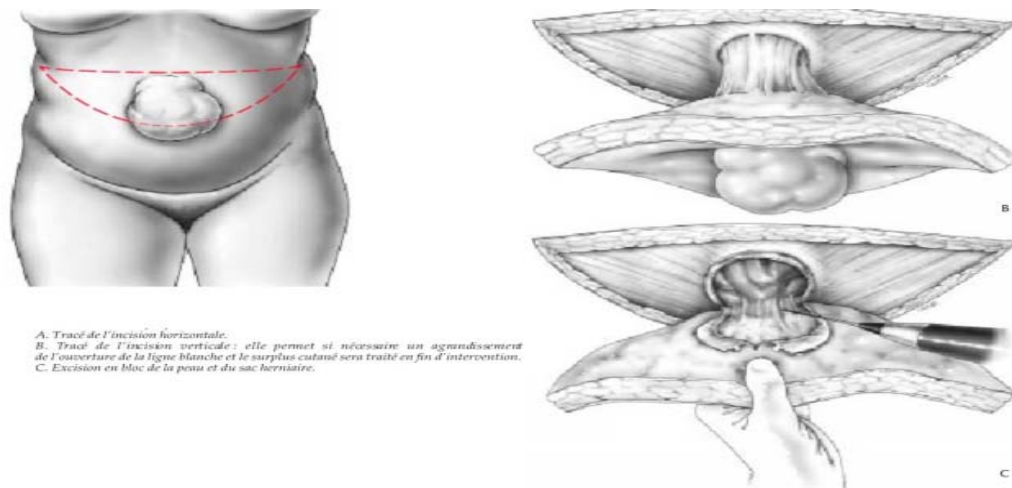 A. Tracé de l'incision horizontale.
B. Tracé de l'incision verticale : elle permet si nécessaire un agrandissement
de l'ouverture de la ligne blanche et le surplus cutané sera traité en fin d'intervention.
C. Excision en bloc de la peau et du sac herniaire.
B
C